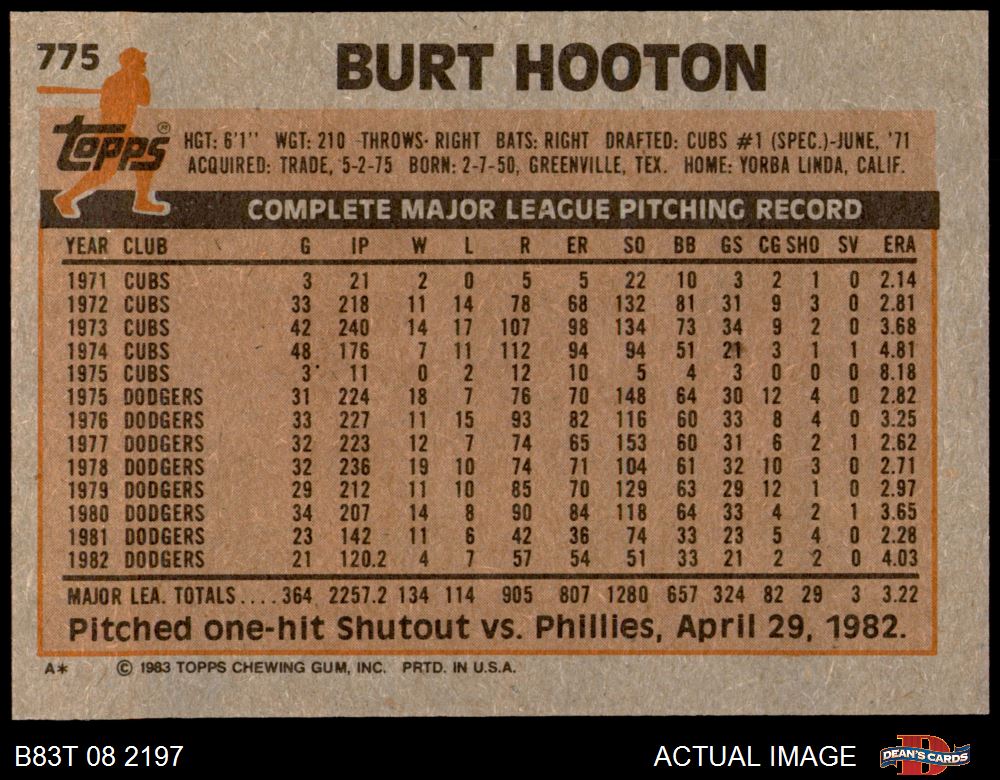 775
BURT HOOTON
topps®
HGT: 6'1" WGT: 210 THROWS: RIGHT BATS: RIGHT DRAFTED: CUBS #1 (SPEC.)-JUNE, '71
ACQUIRED: TRADE, 5-2-75 BORN: 2-7-50, GREENVILLE, TEX. HOME: YORBA LINDA, CALIF.
COMPLETE MAJOR LEAGUE PITCHING RECORD
YEAR CLUB G IP W L R ER SO BB GS CG SHO SV ERA
1971 CUBS 3 21 2 0 5 5 22 10 3 2 1 0 2.14
1972 CUBS 33 218 11 14 78 68 132 81 31 9 3 0 2.81
1973 CUBS 42 240 14 17 107 98 134 73 34 9 2 0 3.68
1974 CUBS 48 176 7 11 112 94 94 51 21 3 1 1 4.81
1975 CUBS 3 11 0 2 12 10 5 4 3 0 0 0 8.18
1975 DODGERS 31 224 18 7 76 70 148 64 30 12 4 0 2.82
1976 DODGERS 33 227 11 15 93 82 116 60 33 8 4 0 3.25
1977 DODGERS 32 223 12 7 74 65 153 60 31 6 2 1 2.62
1978 DODGERS 32 236 19 10 74 71 104 61 32 10 3 0 2.71
1979 DODGERS 29 212 11 10 85 70 129 63 29 12 1 0 2.97
1980 DODGERS 34 207 14 8 90 84 118 64 33 4 2 1 3.65
1981 DODGERS 23 142 11 6 42 36 74 33 23 5 4 0 2.28
1982 DODGERS 21 120.2 4 7 57 54 51 33 21 2 2 0 4.03
MAJOR LEA. TOTALS.... 364 2257.2 134 114 905 807 1280 657 324 82 29 3 3.22
Pitched one-hit Shutout vs. Phillies, April 29, 1982.
A* © 1983 TOPPS CHEWING GUM, INC. PRTD. IN U.S.A.
B83T 08 2197 ACTUAL IMAGE DEAN'S CARDS